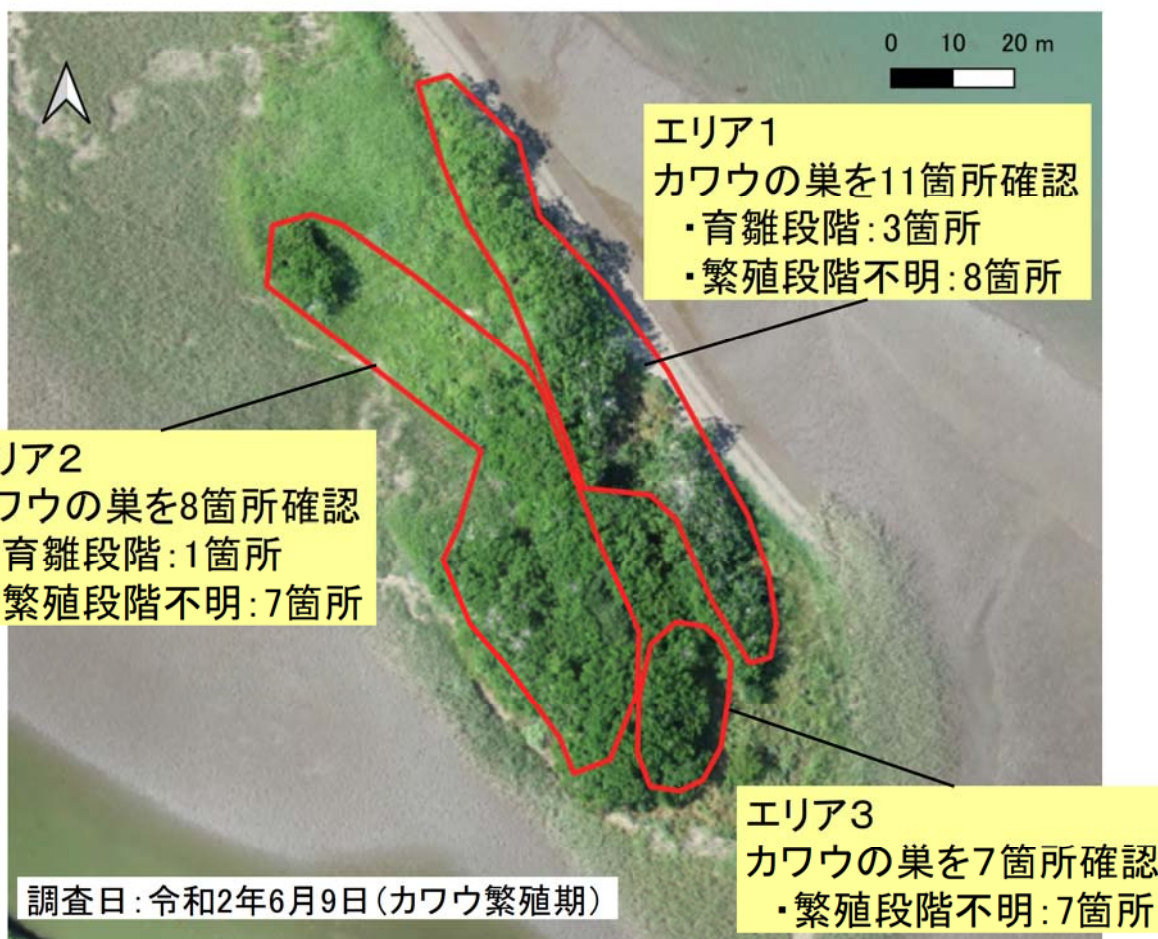 0 10 20 m
エリア1
カワウの巣を11箇所確認
・育雛段階:3箇所
・繁殖段階不明:8箇所
リア2
ワウの巣を8箇所確認
育雛段階:1箇所
繁殖段階不明:7箇所
エリア3
カワウの巣を7箇所確認
・繁殖段階不明:7箇所
調査日:令和2年6月9日(カワウ繁殖期)